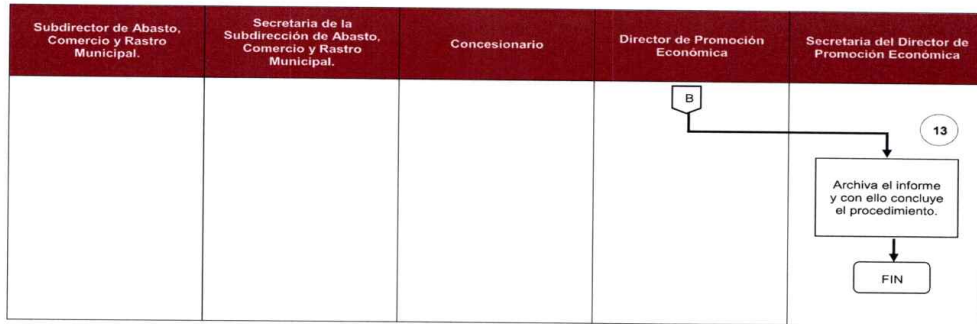 Subdirector de Abasto,
Comercio y Rastro
Municipal.
Secretaria de la
Subdirección de Abasto,
Comercio y Rastro
Municipal.
Concesionario
Director de Promoción
Económica
Secretaria del Director de
Promoción Económica
B
13
Archiva el informe
y con ello concluye
el procedimiento.
FIN